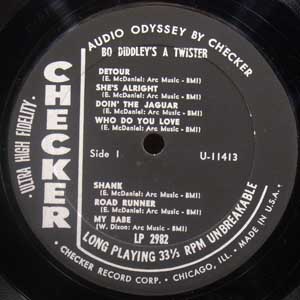 AUDIO ODYSSEY BY CHECKER
BO DIDDLEY'S A TWISTER
• ULTRA HIGH FIDELITY •
CHECKER
DETOUR
(E. McDaniel: Arc Music - BMI)
SHE'S ALRIGHT
(E. McDaniel: Arc Music - BMI)
DOIN' THE JAGUAR
(E. McDaniel: Arc Music - BMI)
WHO DO YOU LOVE
(E. McDaniel: Arc Music - BMI)
Side 1
U-11413
SHANK
(E. McDaniel: Arc Music - BMI)
ROAD RUNNER
(E. McDaniel: Arc Music - BMI)
MY BABE
(W. Dixon: Arc Music - BMI)
LP 2982
LONG PLAYING 33⅓ RPM UNBREAKABLE
• CHECKER RECORD CORP. • CHICAGO, ILL. • MADE IN U.S.A. •